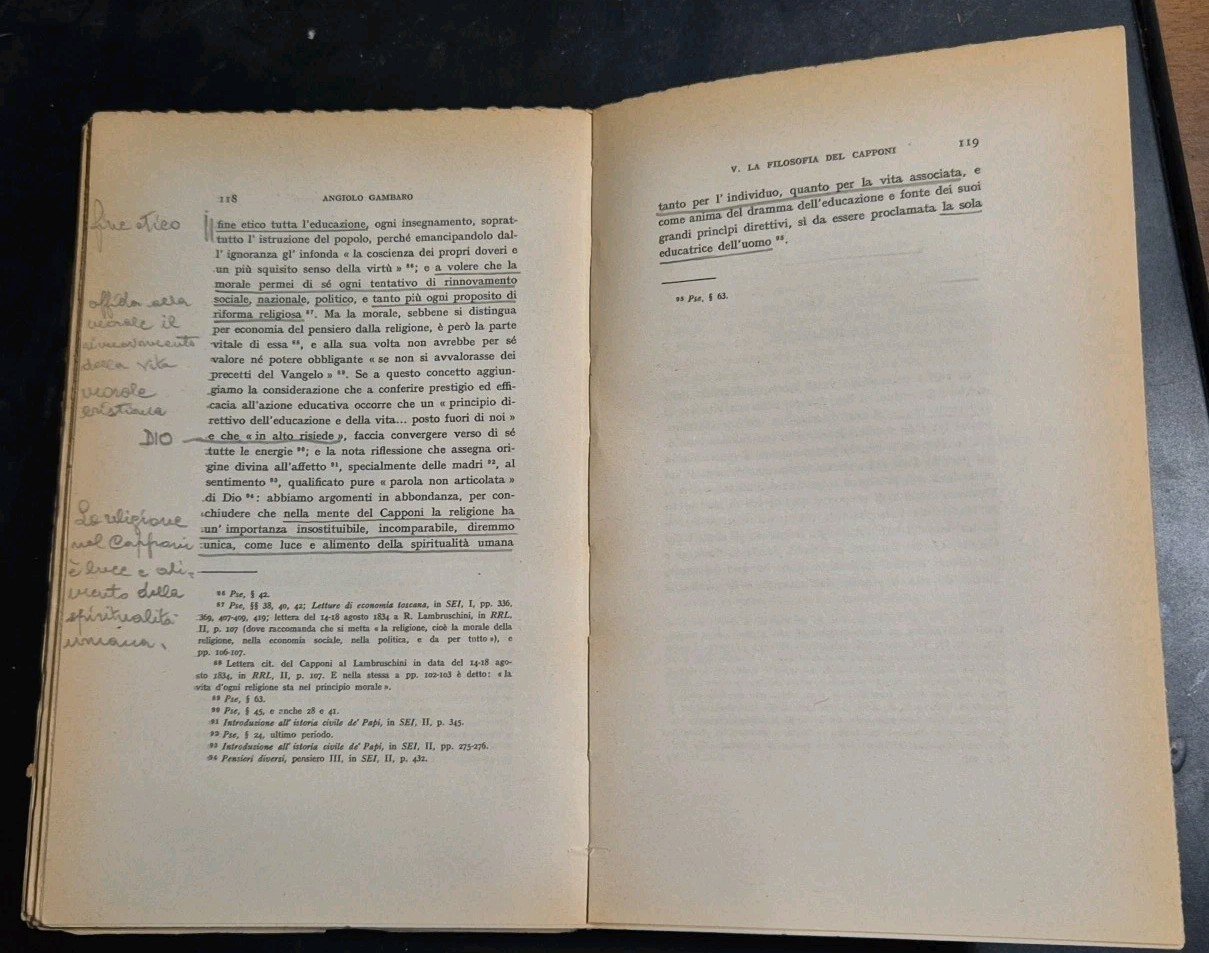 118 ANGIOLO GAMBARO
fine etico tutta l'educazione, ogni insegnamento, soprat-
tutto l' istruzione del popolo, perché emancipandolo dal-
l' ignoranza gl' infonda « la coscienza dei propri doveri e
un più squisito senso della virtù » ⁸⁶; e a volere che la
morale permei di sé ogni tentativo di rinnovamento
sociale, nazionale, politico, e tanto più ogni proposito di
riforma religiosa ⁸⁷. Ma la morale, sebbene si distingua
per economia del pensiero dalla religione, è però la parte
vitale di essa ⁸⁸, e alla sua volta non avrebbe per sé
valore né potere obbligante « se non si avvalorasse dei
precetti del Vangelo » ⁸⁹. Se a questo concetto aggiun-
giamo la considerazione che a conferire prestigio ed effi-
cacia all'azione educativa occorre che un « principio di-
rettivo dell'educazione e della vita... posto fuori di noi »
e che « in alto risiede », faccia convergere verso di sé
tutte le energie ⁹⁰; e la nota riflessione che assegna ori-
gine divina all'affetto ⁹¹, specialmente delle madri ⁹², al
sentimento ⁹³, qualificato pure « parola non articolata »
di Dio ⁹⁴: abbiamo argomenti in abbondanza, per con-
chiudere che nella mente del Capponi la religione ha
un' importanza insostituibile, incomparabile, diremmo
unica, come luce e alimento della spiritualità umana
⁸⁶ Pse, § 42.
⁸⁷ Pse, §§ 38, 40, 42; Letture di economia toscana, in SEI, I, pp. 336,
369, 407-409, 419; lettera del 14-18 agosto 1834 a R. Lambruschini, in RRL,
II, p. 107 (dove raccomanda che si metta « la religione, cioè la morale della
religione, nella economia sociale, nella politica, e da per tutto »), e
pp. 106-107.
⁸⁸ Lettera cit. del Capponi al Lambruschini in data del 14-18 ago-
sto 1834, in RRL, II, p. 107. E nella stessa a pp. 102-103 è detto: « la
vita d'ogni religione sta nel principio morale ».
⁸⁹ Pse, § 63.
⁹⁰ Pse, § 45, e anche 28 e 41.
⁹¹ Introduzione all' istoria civile de' Papi, in SEI, II, p. 345.
⁹² Pse, § 24, ultimo periodo.
⁹³ Introduzione all' istoria civile de' Papi, in SEI, II, pp. 275-276.
⁹⁴ Pensieri diversi, pensiero III, in SEI, II, p. 432.
fine etico
affida alla
morale il
rinnovamento
della vita
morale
cristiana
DIO
La religione
nel Capponi
è luce e ali-
mento della
spiritualità
umana.
V. LA FILOSOFIA DEL CAPPONI 119
tanto per l' individuo, quanto per la vita associata, e
come anima del dramma dell'educazione e fonte dei suoi
grandi principi direttivi, sì da essere proclamata la sola
educatrice dell'uomo ⁹⁵.
⁹⁵ Pse, § 63.